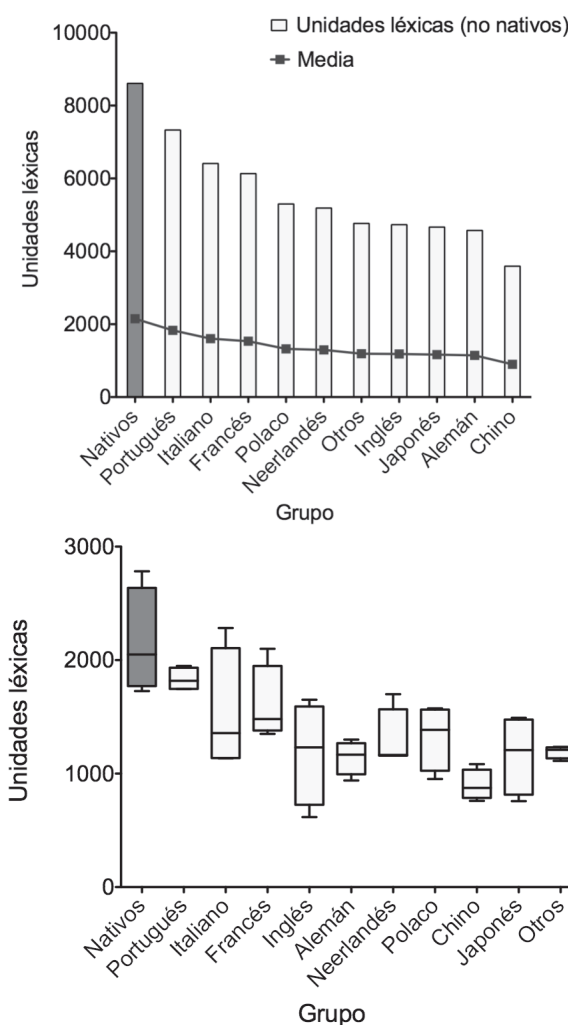 Unidades léxicas (no nativos)
Media
10000
8000
6000
4000
2000
0
Unidades léxicas
Nativos
Portugués
Italiano
Francés
Polaco
Neerlandés
Otros
Inglés
Japonés
Alemán
Chino
Grupo
3000
2000
1000
0
Unidades léxicas
Nativos
Portugués
Italiano
Francés
Inglés
Alemán
Neerlandés
Polaco
Chino
Japonés
Otros
Grupo